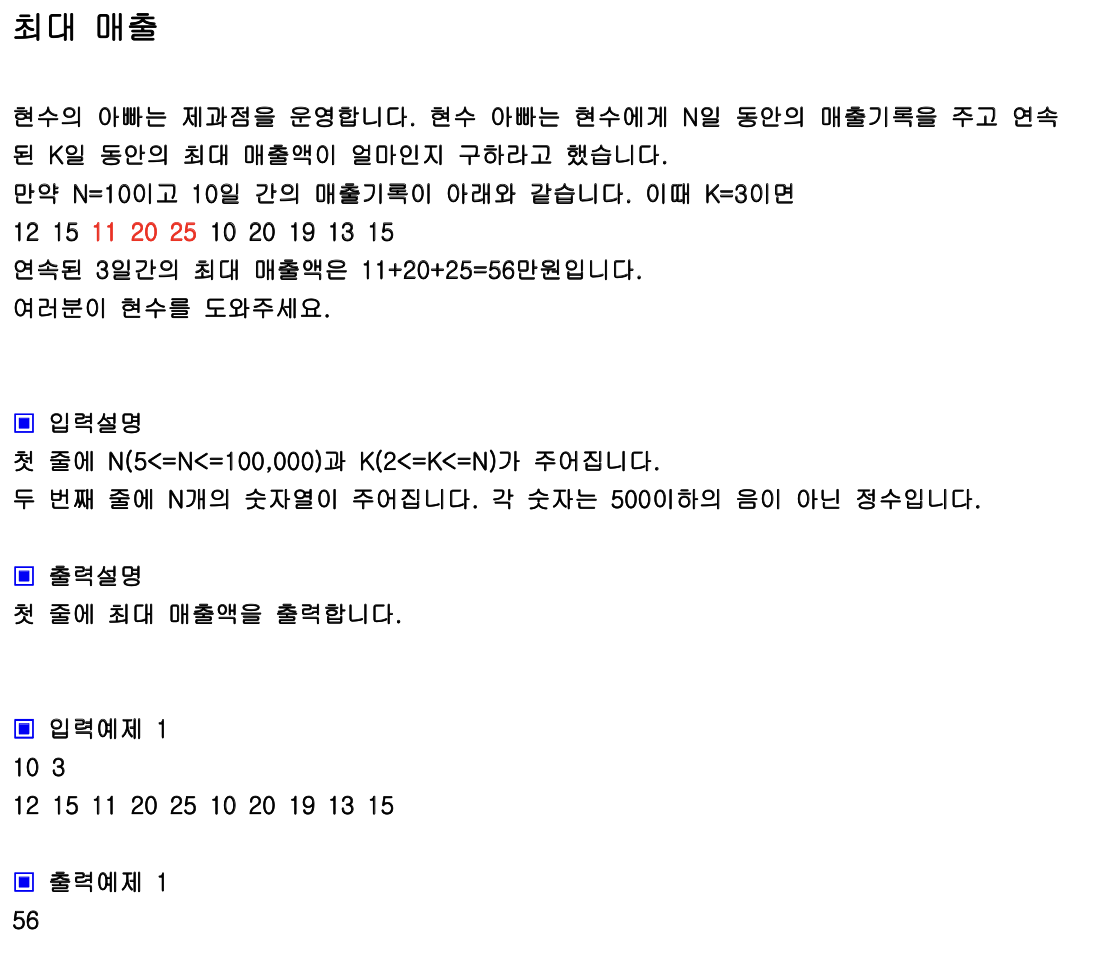 최대 매출
현수의 아빠는 제과점을 운영합니다. 현수 아빠는 현수에게 N일 동안의 매출기록을 주고 연속
된 K일 동안의 최대 매출액이 얼마인지 구하라고 했습니다.
만약 N=10이고 10일 간의 매출기록이 아래와 같습니다. 이때 K=3이면
12 15 11 20 25 10 20 19 13 15
연속된 3일간의 최대 매출액은 11+20+25=56만원입니다.
여러분이 현수를 도와주세요.
▣ 입력설명
첫 줄에 N(5<=N<=100,000)과 K(2<=K<=N)가 주어집니다.
두 번째 줄에 N개의 숫자열이 주어집니다. 각 숫자는 500이하의 음이 아닌 정수입니다.
▣ 출력설명
첫 줄에 최대 매출액을 출력합니다.
▣ 입력예제 1
10 3
12 15 11 20 25 10 20 19 13 15
▣ 출력예제 1
56